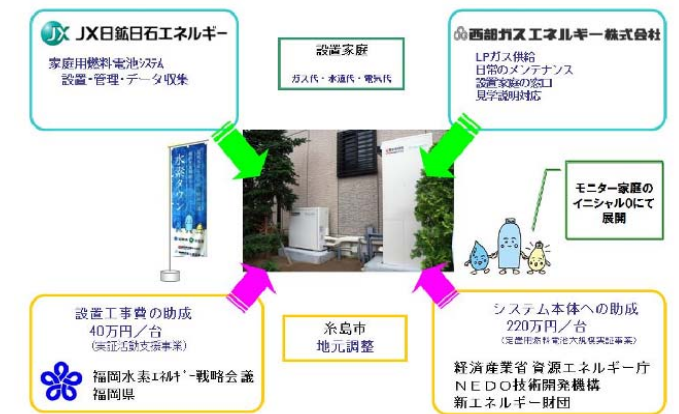 JX JX日鉱日石エネルギー
家庭用燃料電池システム
設置・管理・データ収集
設置家庭
ガス代・水道代・電気代
西部ガスエネルギー株式会社
LPガス供給
日常のメンテナンス
設置家庭の窓口
見学説明対応
水素タウン
モニター家庭の
イニシャル0にて
展開
設置工事費の助成
40万円／台
(実証活動支援事業)
福岡水素エネルギー戦略会議
福岡県
糸島市
地元調整
システム本体への助成
220万円／台
(定置用燃料電池大規模実証事業)
経済産業省資源エネルギー庁
NEDO技術開発機構
新エネルギー財団